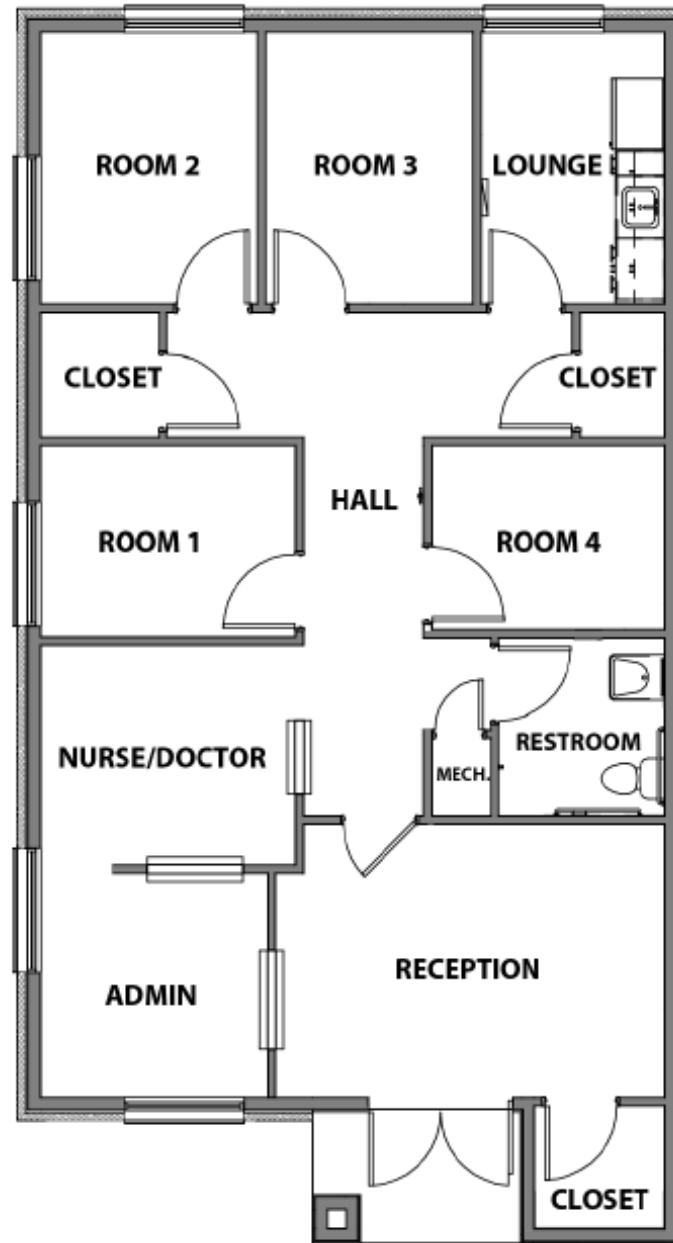 ROOM 2
ROOM 3
LOUNGE
CLOSET
CLOSET
HALL
ROOM 1
ROOM 4
NURSE/DOCTOR
RESTROOM
MECH.
RECEPTION
ADMIN
CLOSET